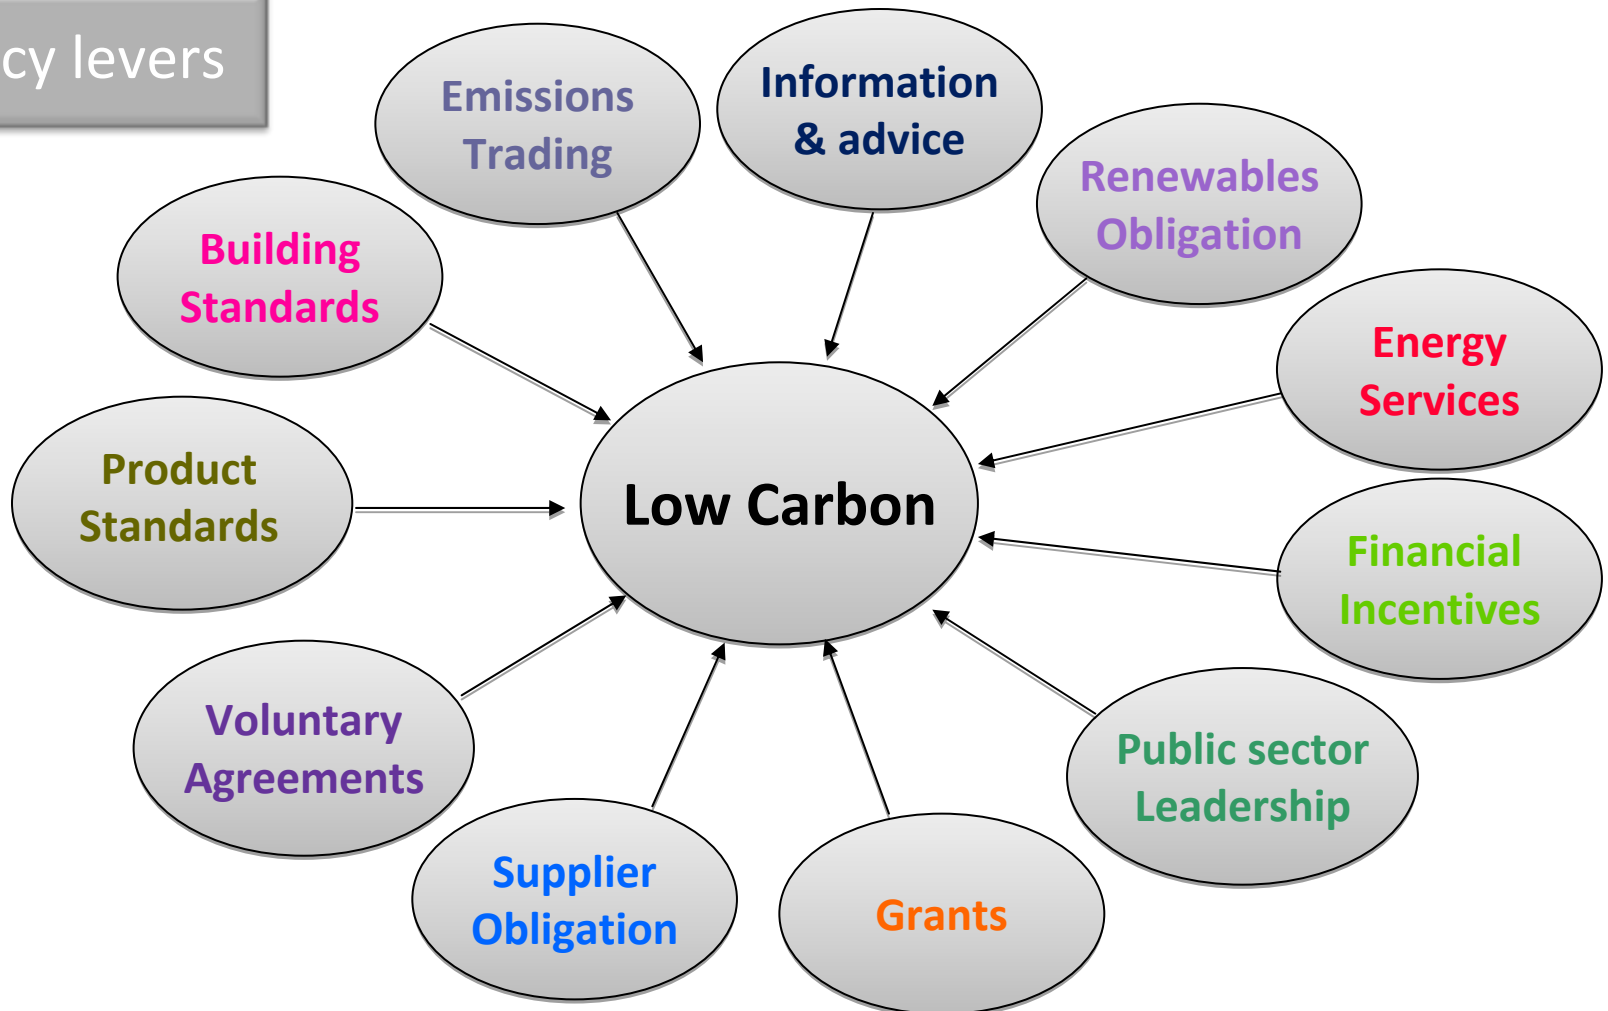 cy levers
Emissions
Trading
Information
& advice
Renewables
Obligation
Building
Standards
Energy
Services
Product
Standards
Low Carbon
Financial
Incentives
Voluntary
Agreements
Public sector
Leadership
Supplier
Obligation
Grants